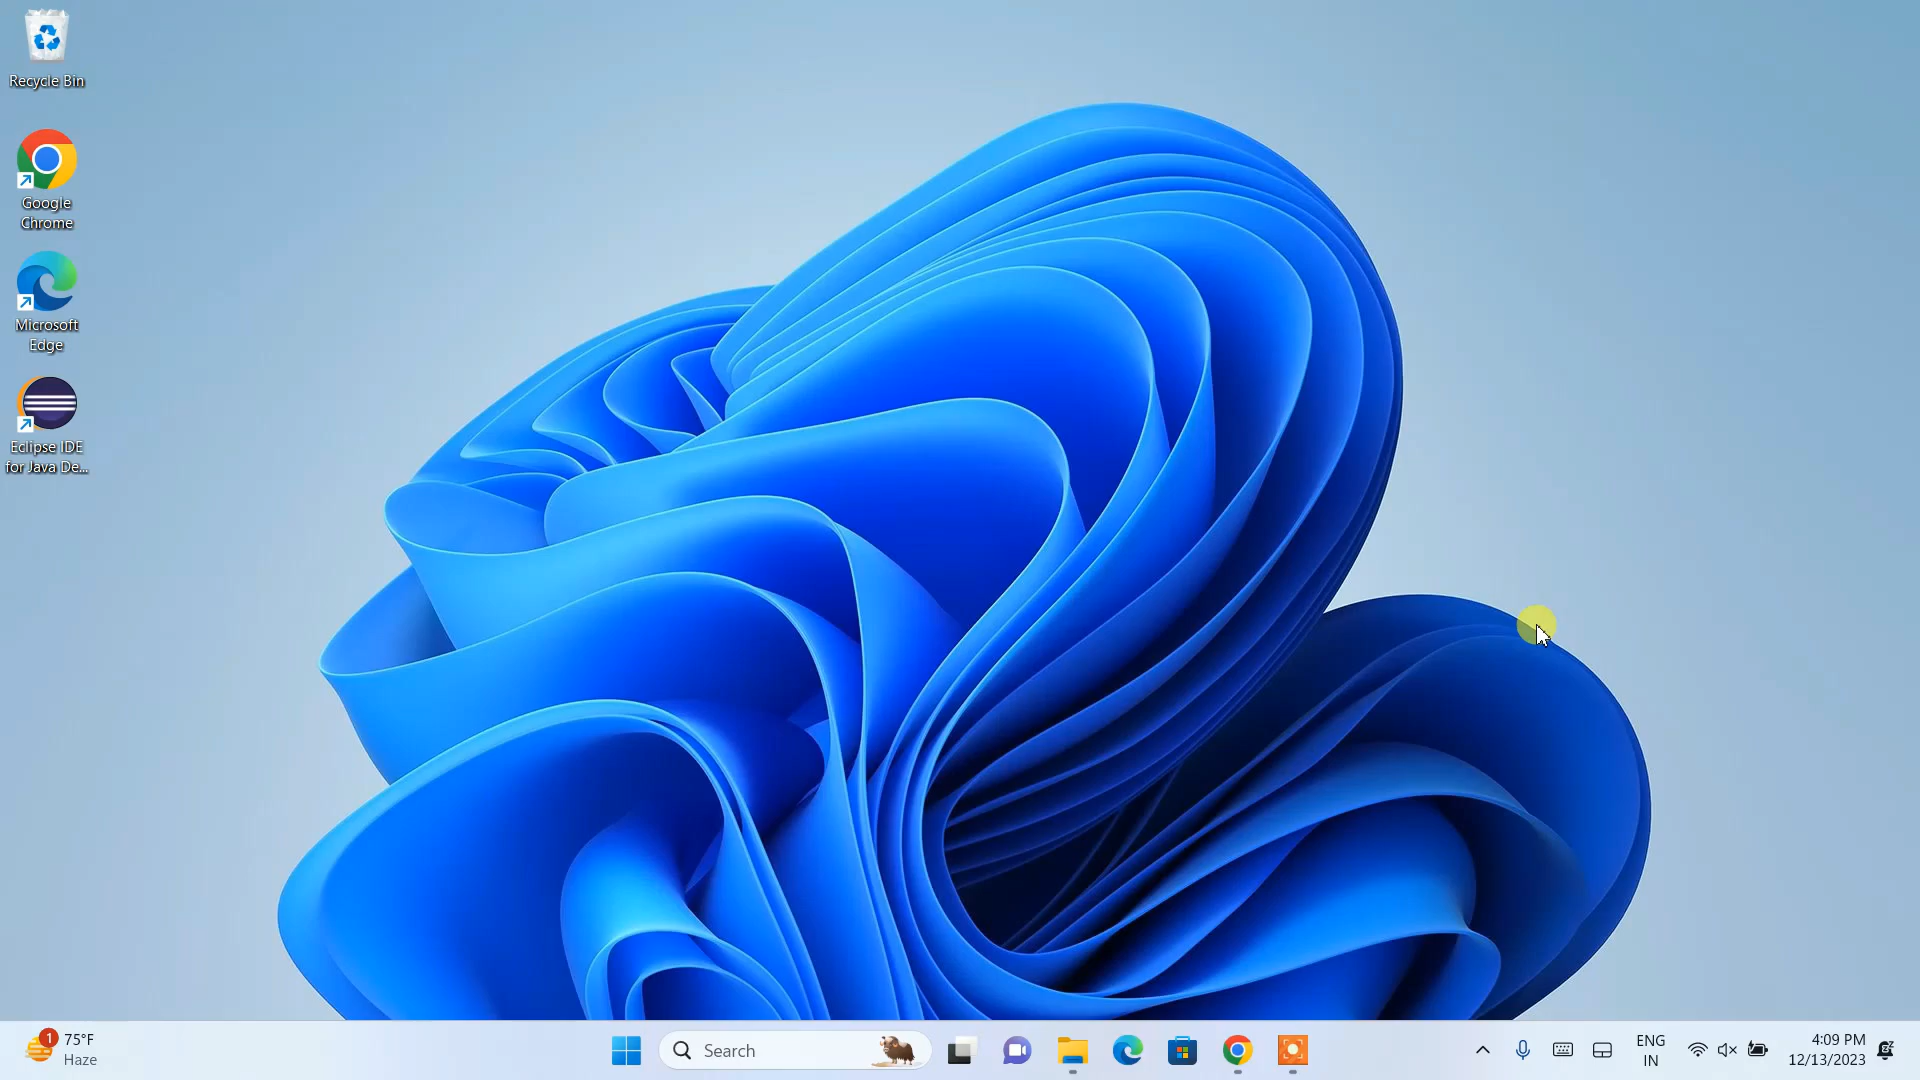 Recycle Bin
Google
Chrome
Microsoft
Edge
Eclipse IDE
for Java De...
1
75°F
Haze
Search
ENG
IN
4:09 PM
12/13/2023